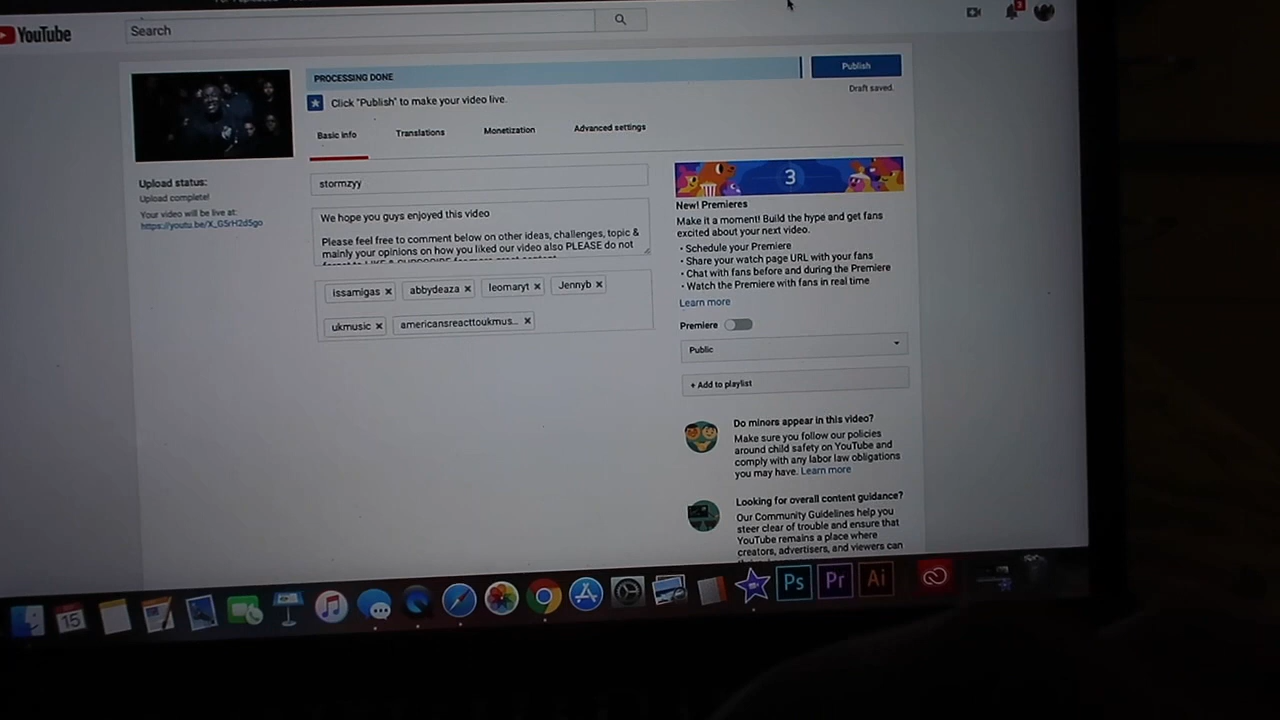 YouTube
Search
3
PROCESSING DONE
Publish
Click "Publish" to make your video live.
Draft saved.
Basic info
Translations
Monetization
Advanced settings
Upload status:
Upload complete!
Your video will be live at:
https://youtu.be/X_G5rH2d5go
stormzyy
We hope you guys enjoyed this video
Please feel free to comment below on other ideas, challenges, topic &
mainly your opinions on how you liked our video also PLEASE do not
issamigas × abbydeaza × leomaryt × Jennyb ×
ukmusic × americansreacttoukmus... ×
3
New! Premieres
Make it a moment! Build the hype and get fans
excited about your next video.
• Schedule your Premiere
• Share your watch page URL with your fans
• Chat with fans before and during the Premiere
• Watch the Premiere with fans in real time
Learn more
Premiere
Public
+ Add to playlist
Do minors appear in this video?
Make sure you follow our policies
around child safety on YouTube and
comply with any labor law obligations
you may have. Learn more
Looking for overall content guidance?
Our Community Guidelines help you
steer clear of trouble and ensure that
YouTube remains a place where
creators, advertisers, and viewers can
15
Ps
Pr
Ai